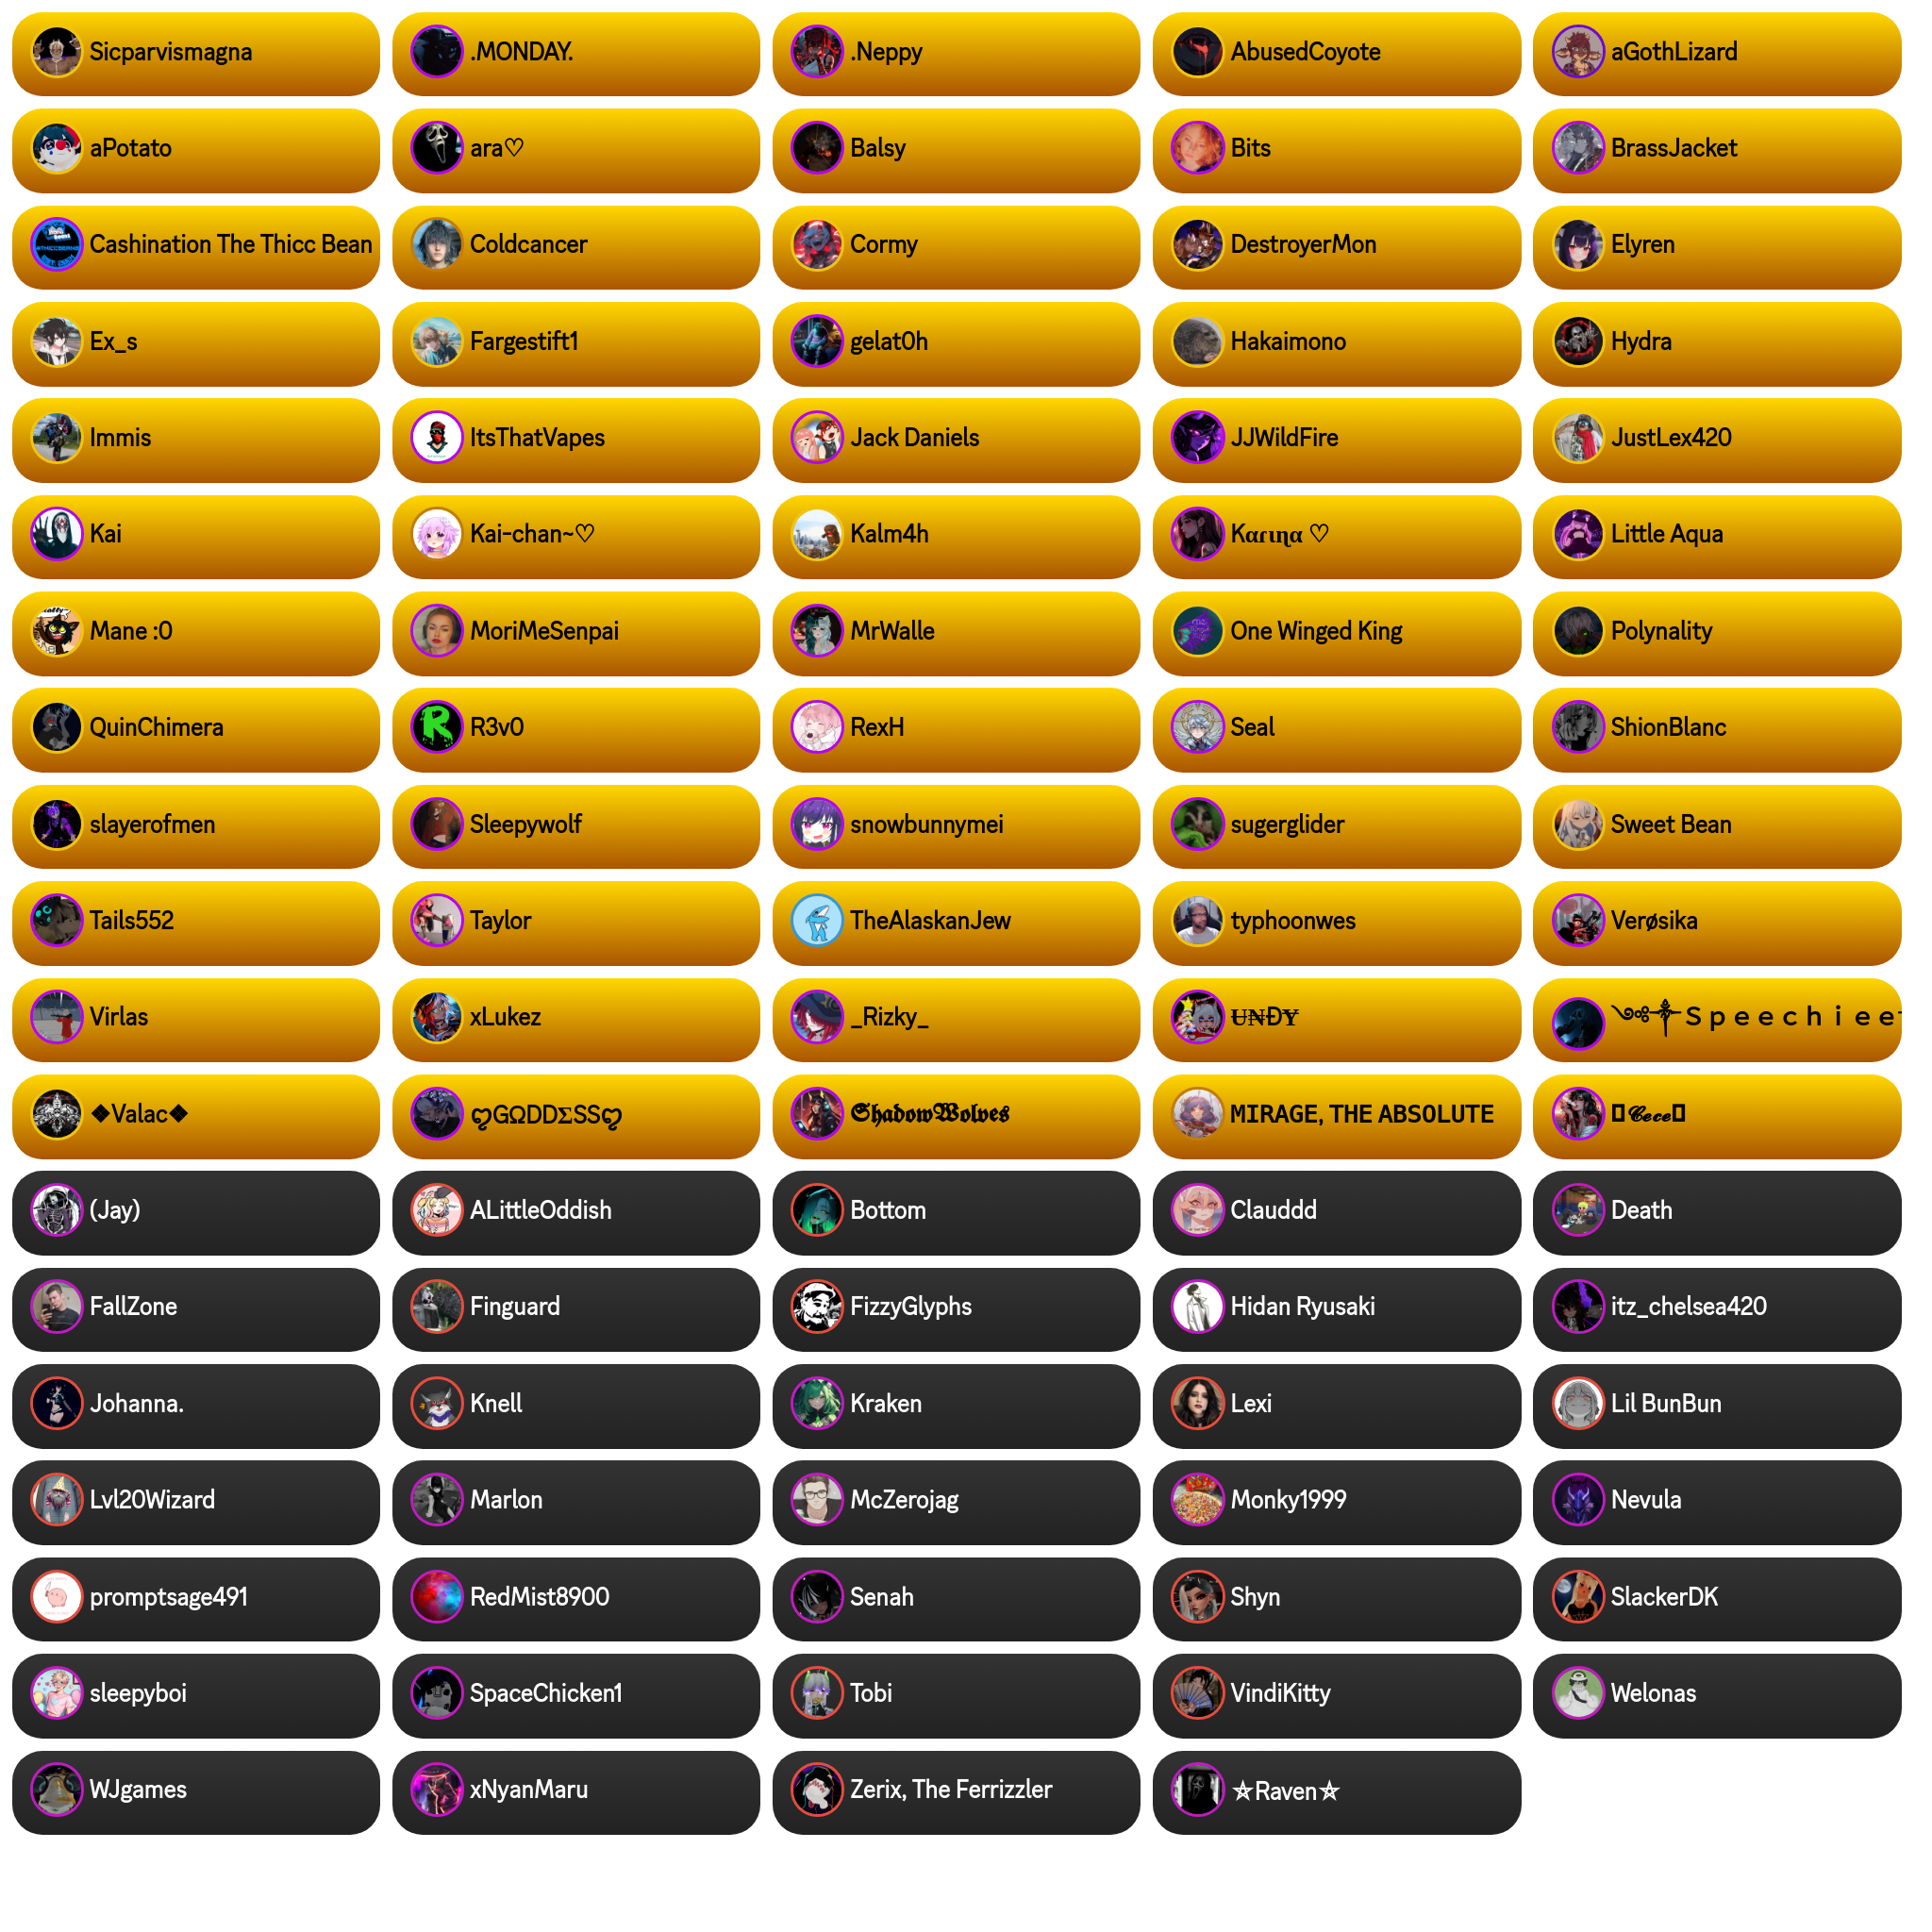 Sicparvismagna
.MONDAY.
.Neppy
AbusedCoyote
aGothLizard
aPotato
ara♡
Balsy
Bits
BrassJacket
Cashination The Thicc Bean
Coldcancer
Cormy
DestroyerMon
Elyren
Ex_s
Fargestift1
gelat0h
Hakaimono
Hydra
Immis
ItsThatVapes
Jack Daniels
JJWildFire
JustLex420
Kai
Kai-chan~♡
Kalm4h
Kαɾιɳα ♡
Little Aqua
Mane :0
MoriMeSenpai
MrWalle
One Winged King
Polynality
QuinChimera
R3v0
RexH
Seal
ShionBlanc
slayerofmen
Sleepywolf
snowbunnymei
sugerglider
Sweet Bean
Tails552
Taylor
TheAlaskanJew
typhoonwes
Verøsika
Virlas
xLukez
_Rizky_
U̶N̶ĐY̶
༺✟Ｓｐｅｅｃｈｉｅｅ
❖Valac❖
ღGΩDDΣSSღ
𝕾𝖍𝖆𝖉𝖔𝖜𝖂𝖔𝖑𝖛𝖊𝖘
MIRAGE, THE ABSOLUTE
𝓒𝓮𝓬𝓮
(Jay)
ALittleOddish
Bottom
Clauddd
Death
FallZone
Finguard
FizzyGlyphs
Hidan Ryusaki
itz_chelsea420
Johanna.
Knell
Kraken
Lexi
Lil BunBun
Lvl20Wizard
Marlon
McZerojag
Monky1999
Nevula
promptsage491
RedMist8900
Senah
Shyn
SlackerDK
sleepyboi
SpaceChicken1
Tobi
VindiKitty
Welonas
WJgames
xNyanMaru
Zerix, The Ferrizzler
⛤Raven⛤